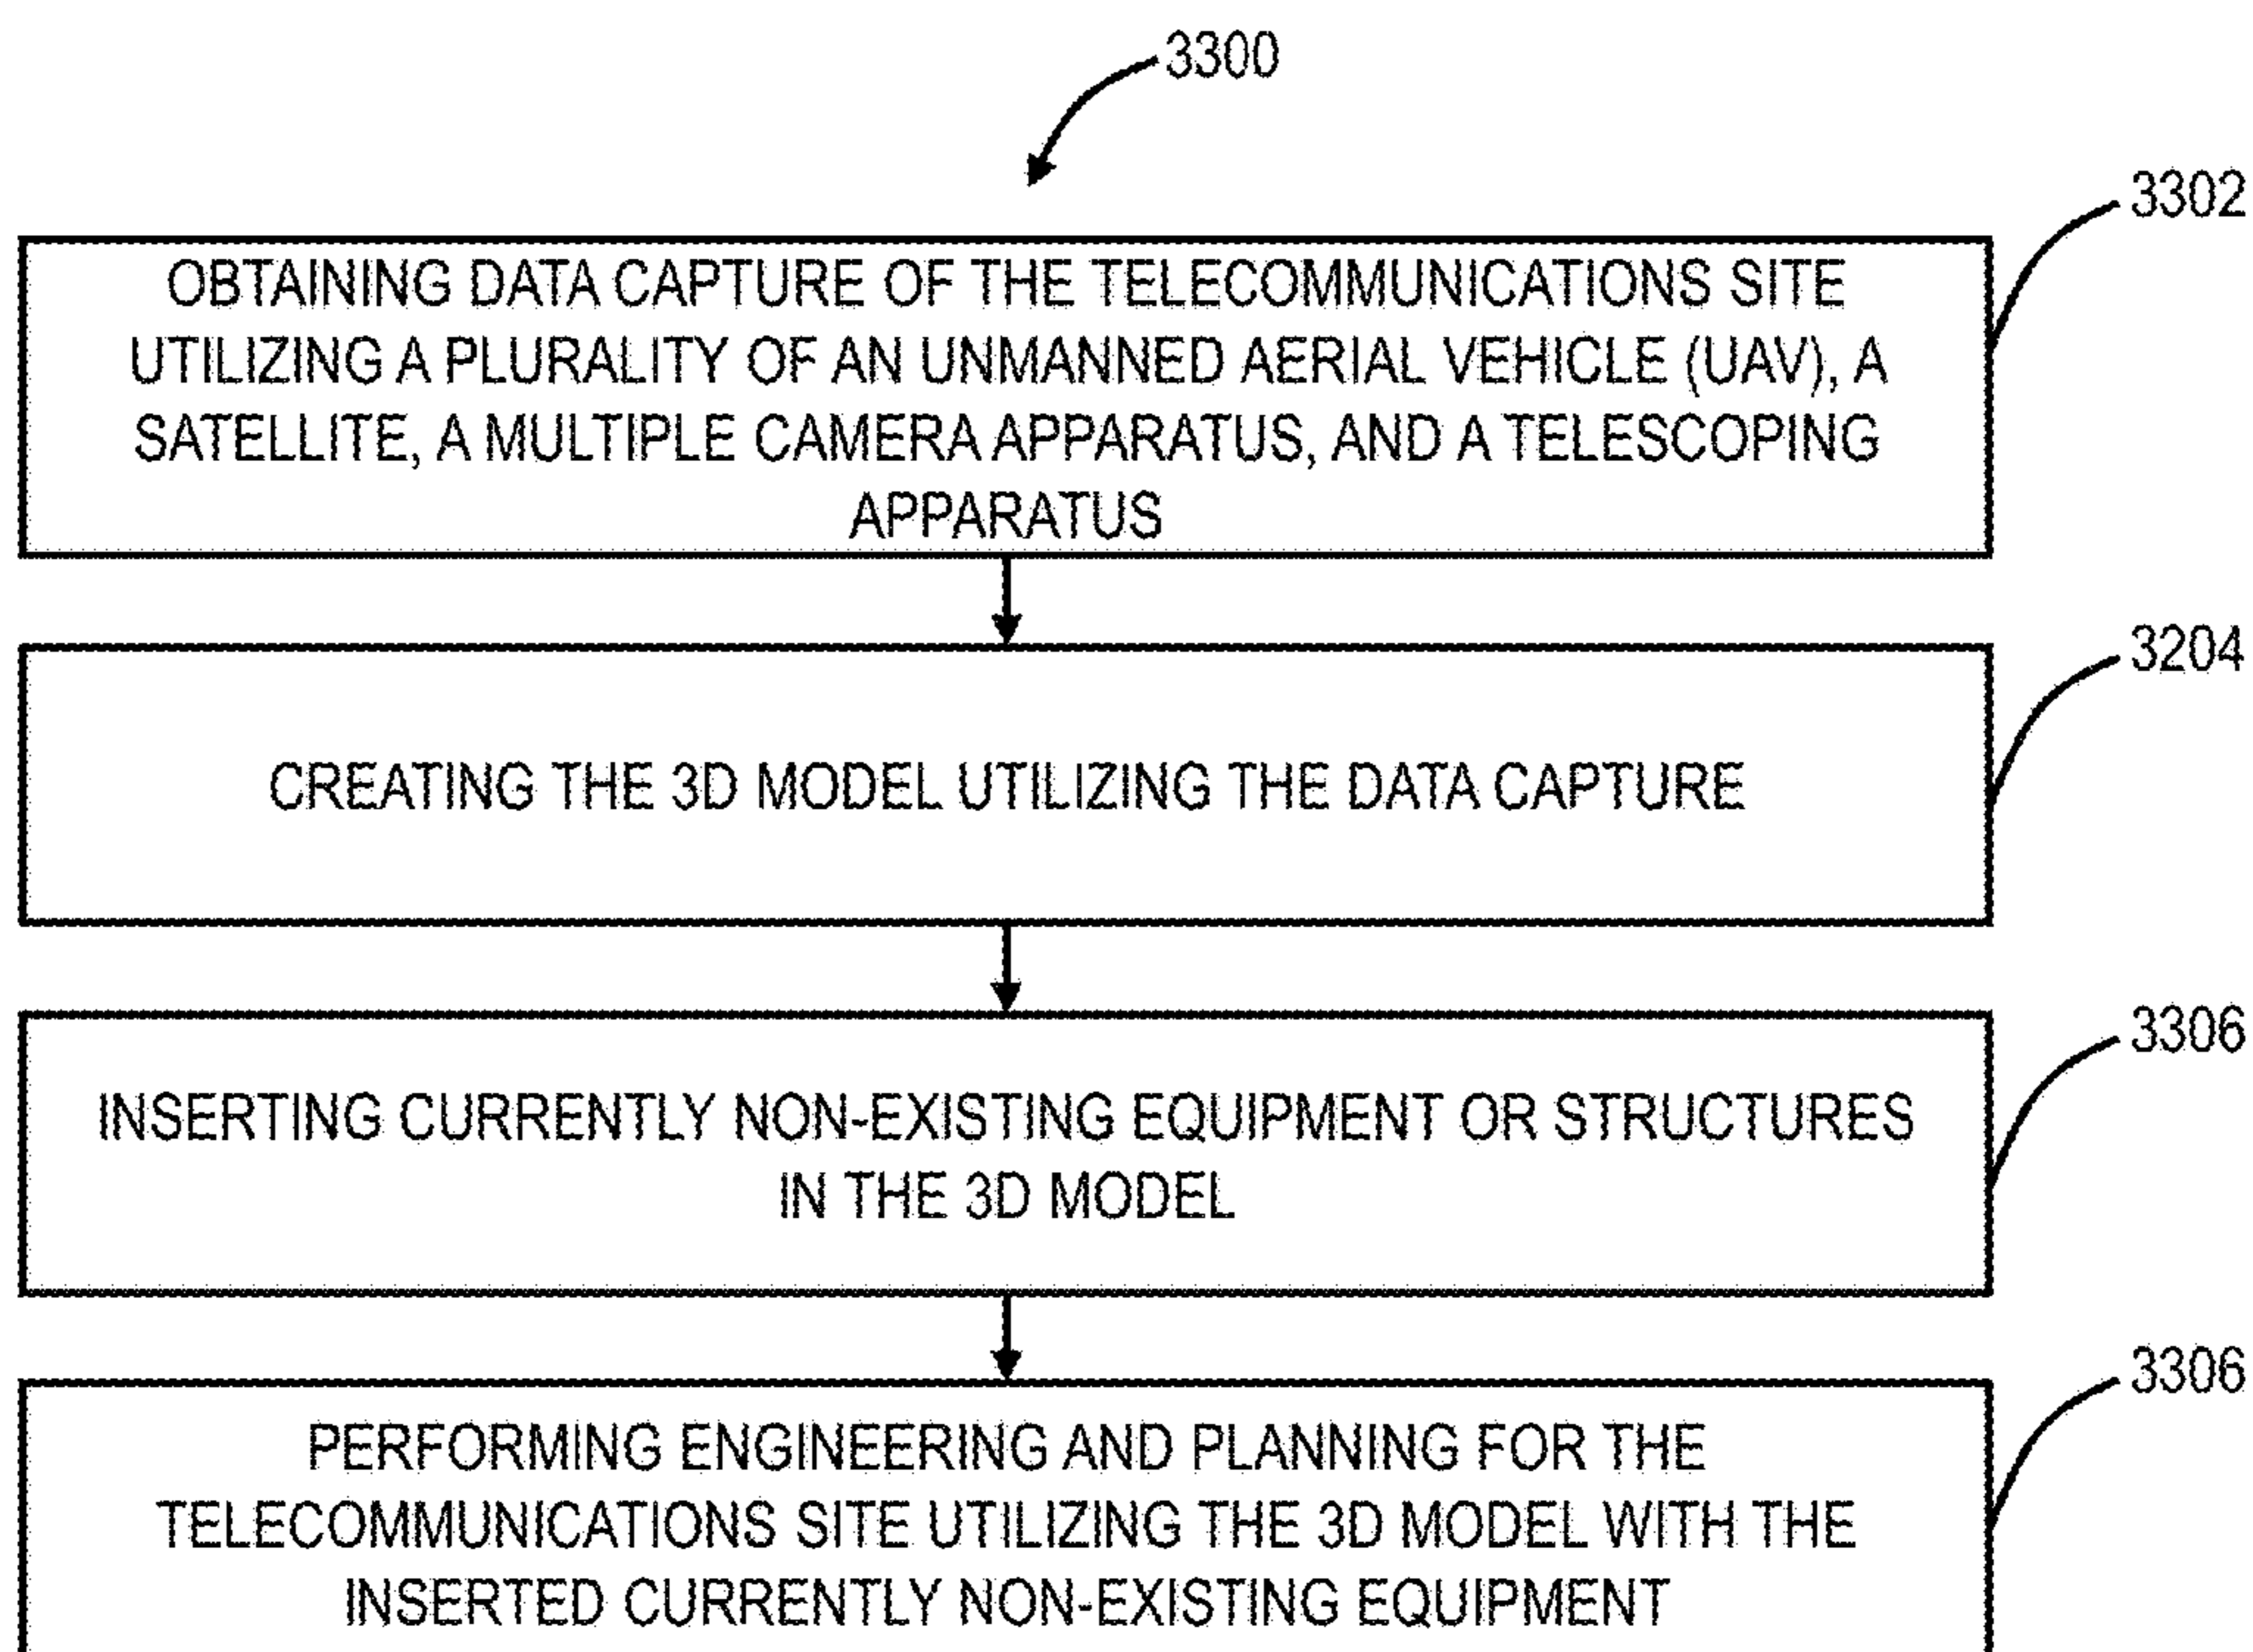 3300
3302
OBTAINING DATA CAPTURE OF THE TELECOMMUNICATIONS SITE
UTILIZING A PLURALITY OF AN UNMANNED AERIAL VEHICLE (UAV), A
SATELLITE, A MULTIPLE CAMERA APPARATUS, AND A TELESCOPING
APPARATUS
3204
CREATING THE 3D MODEL UTILIZING THE DATA CAPTURE
3306
INSERTING CURRENTLY NON-EXISTING EQUIPMENT OR STRUCTURES
IN THE 3D MODEL
3306
PERFORMING ENGINEERING AND PLANNING FOR THE
TELECOMMUNICATIONS SITE UTILIZING THE 3D MODEL WITH THE
INSERTED CURRENTLY NON-EXISTING EQUIPMENT